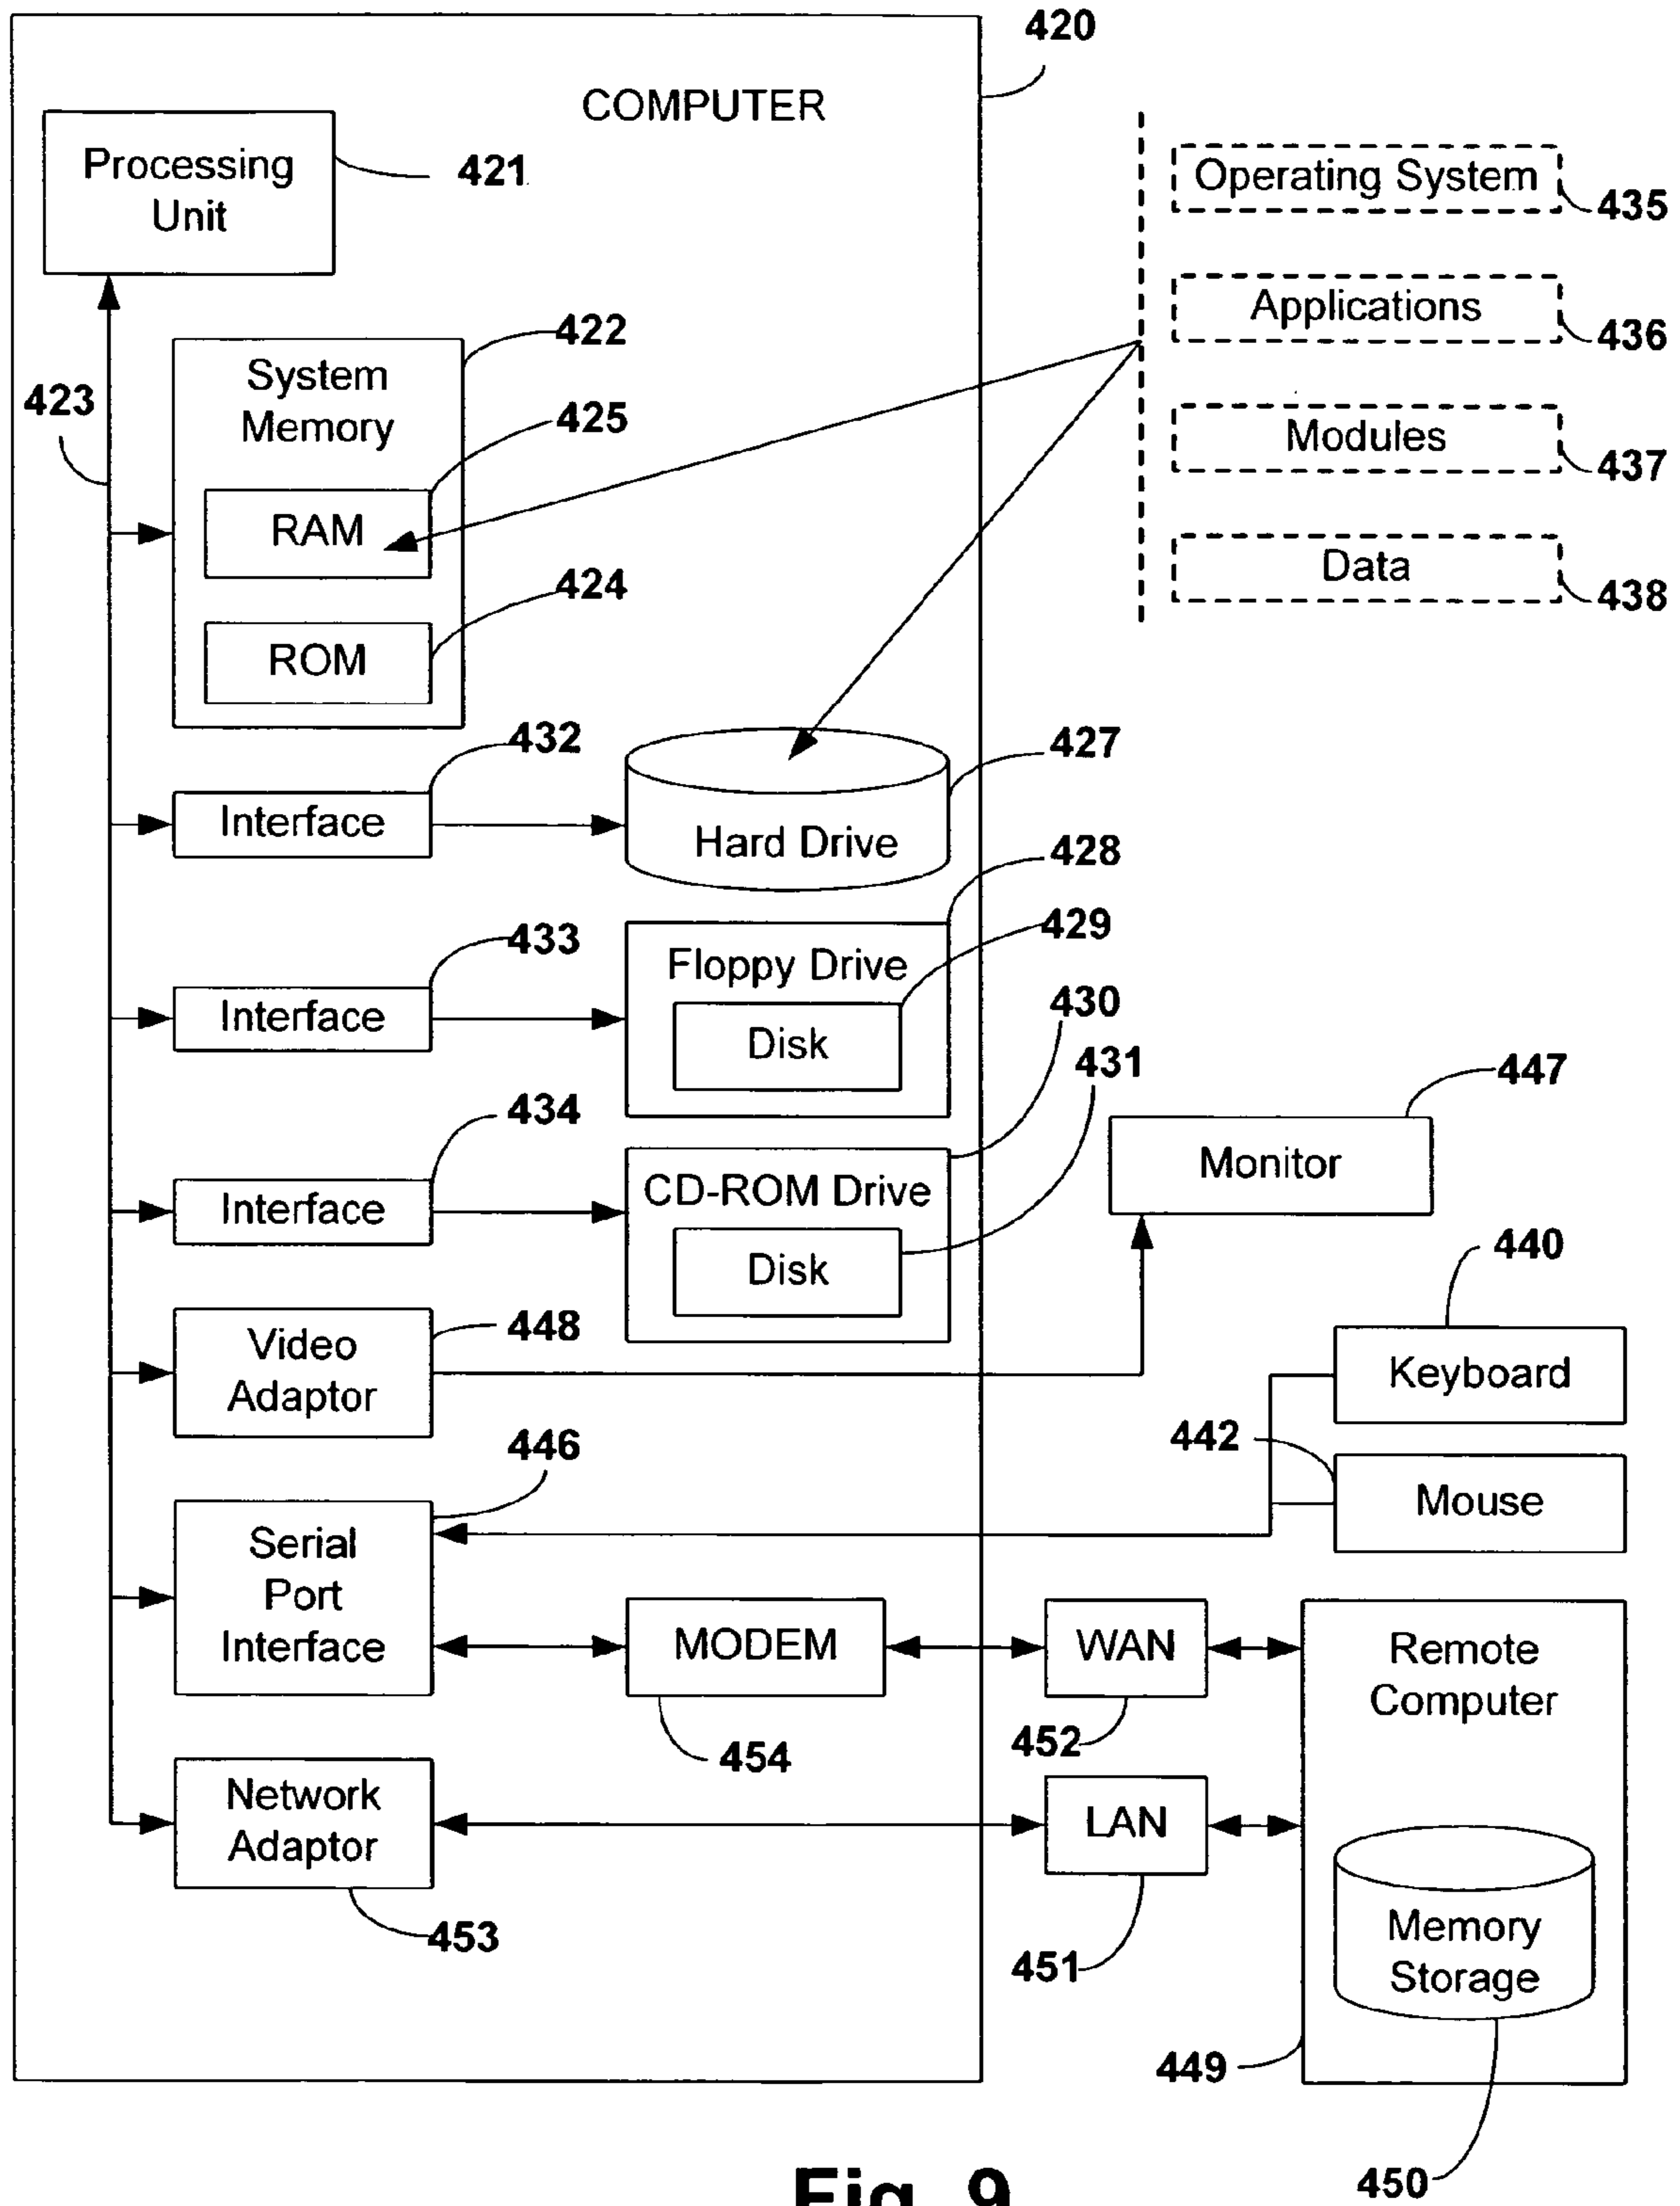 420
COMPUTER
Processing
Unit
421
Operating System
435
Applications
436
Modules
437
Data
438
422
System
Memory
423
425
RAM
424
ROM
432
Interface
427
Hard Drive
428
433
Interface
429
Floppy Drive
Disk
430
431
434
Interface
CD-ROM Drive
Disk
447
Monitor
440
Keyboard
448
Video
Adaptor
442
Mouse
446
Serial
Port
Interface
MODEM
454
WAN
452
Remote
Computer
Network
Adaptor
453
LAN
451
Memory
Storage
449
450
Fig. 9